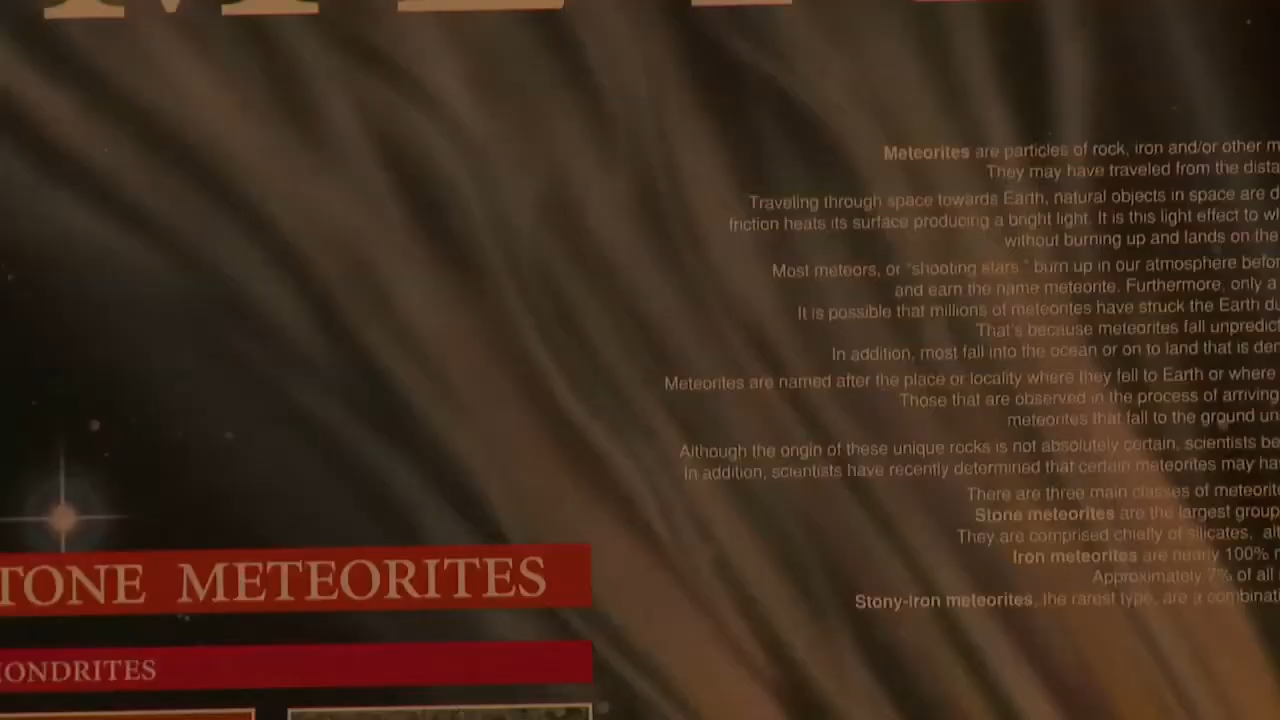 Meteorites are particles of rock, iron and/or other m
They may have traveled from the dista
Traveling through space towards Earth, natural objects in space are d
friction heats its surface producing a bright light. It is this light effect to wh
without burning up and lands on the
Most meteors, or "shooting stars " burn up in our atmosphere befor
and earn the name meteorite. Furthermore, only a
It is possible that millions of meteorites have struck the Earth du
That's because meteorites fall unpredict
In addition, most fall into the ocean or on to land that is den
Meteorites are named after the place or locality where they fell to Earth or where
Those that are observed in the process of arriving
meteorites that fall to the ground un
Although the origin of these unique rocks is not absolutely certain, scientists be
In addition, scientists have recently determined that certain meteorites may ha
There are three main classes of meteorite
Stone meteorites are the largest group
They are comprised chiefly of silicates, alt
Iron meteorites are nearly 100%
Approximately 7% of all
Stony-Iron meteorites, the rarest type, are a combinati
TONE METEORITES
IONDRITES